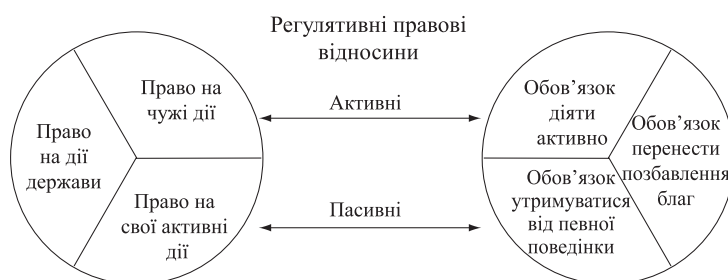 Регулятивні правові
відносини
Право на
чужі дії
Право
на дії
держави
Право на
свої активні
дії
Активні
Пасивні
Обов’язок
діяти
активно
Обов’язок
перенести
позбавлення
благ
Обов’язок
утримуватися
від певної
поведінки